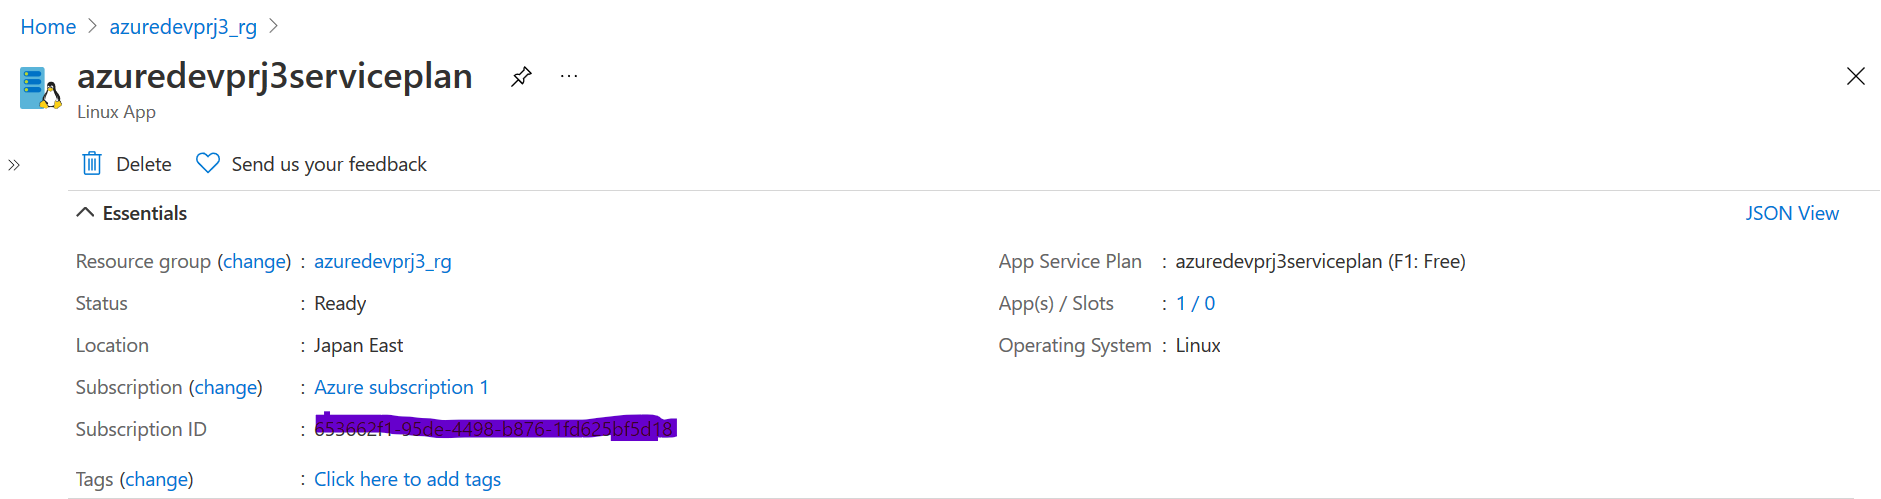 Home > azuredevprj3_rg >
azuredevprj3serviceplan ...
Linux App
» Delete Send us your feedback
Essentials JSON View
Resource group (change) : azuredevprj3_rg App Service Plan : azuredevprj3serviceplan (F1: Free)
Status : Ready App(s) / Slots : 1 / 0
Location : Japan East Operating System : Linux
Subscription (change) : Azure subscription 1
Subscription ID :
Tags (change) : Click here to add tags